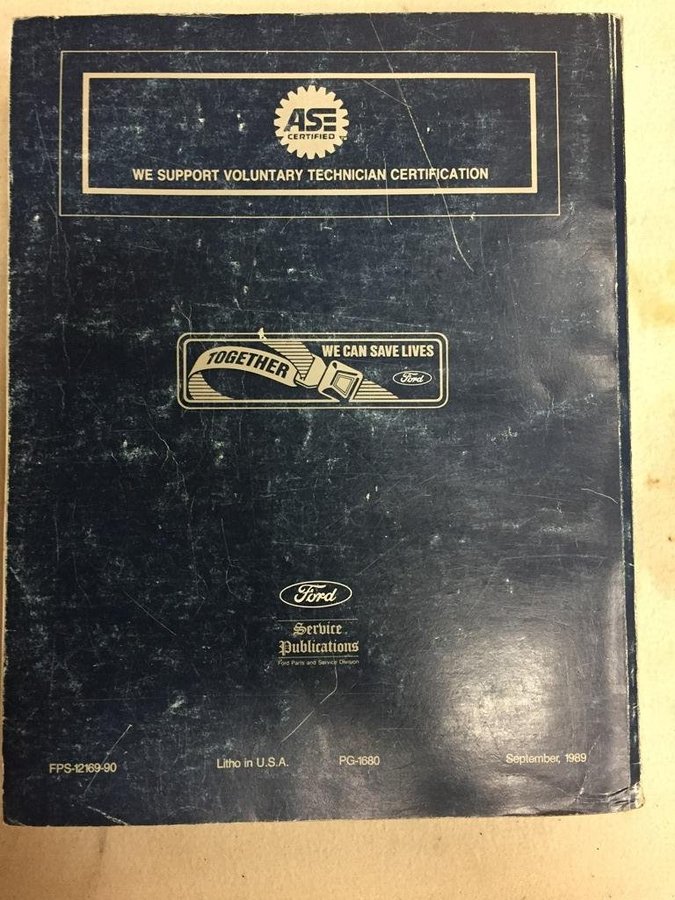 ASE
CERTIFIED
WE SUPPORT VOLUNTARY TECHNICIAN CERTIFICATION
TOGETHER
WE CAN SAVE LIVES
Ford
Ford
Service
Publications
Ford Parts and Service Division
FPS-12169-90 Litho in U.S.A. PG-1680 September, 1989